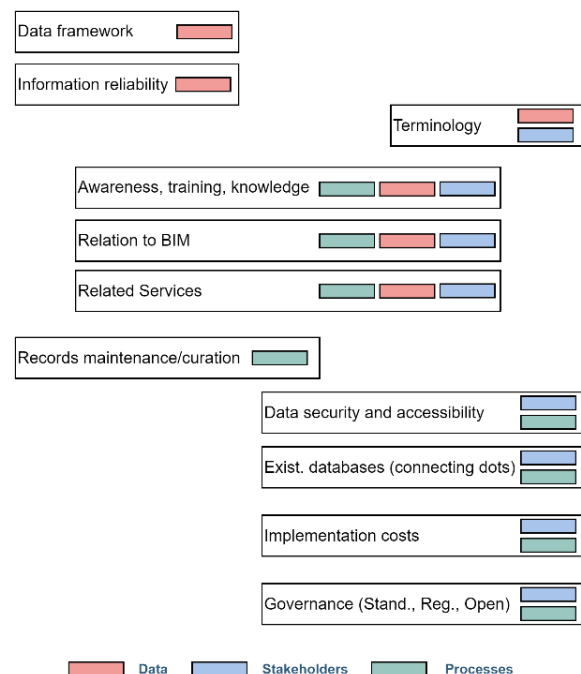 Data framework
Information reliability
Terminology
Awareness, training, knowledge
Relation to BIM
Related Services
Records maintenance/curation
Data security and accessibility
Exist. databases (connecting dots)
Implementation costs
Governance (Stand., Reg., Open)
Data Stakeholders Processes